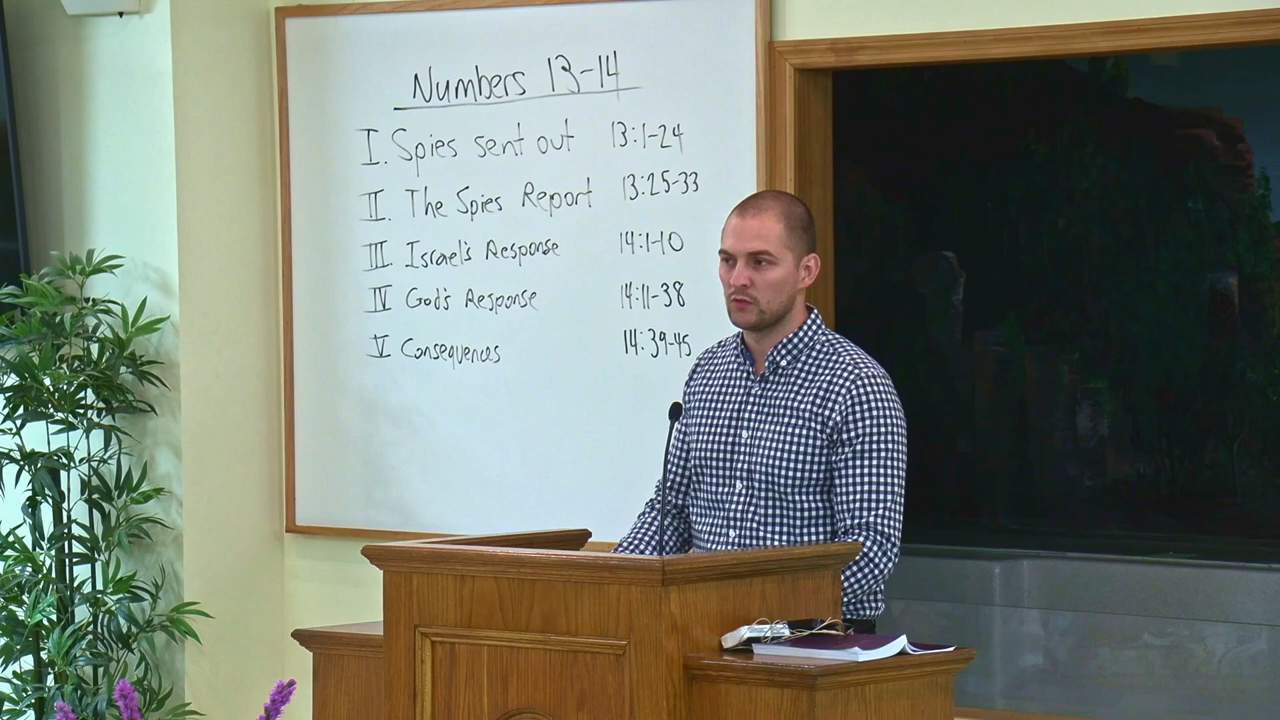 Numbers 13-14
I. Spies sent out 13:1-24
II. The Spies Report 13:25-33
III. Israel's Response 14:1-10
IV God's Response 14:11-38
V Consequences 14:39-45